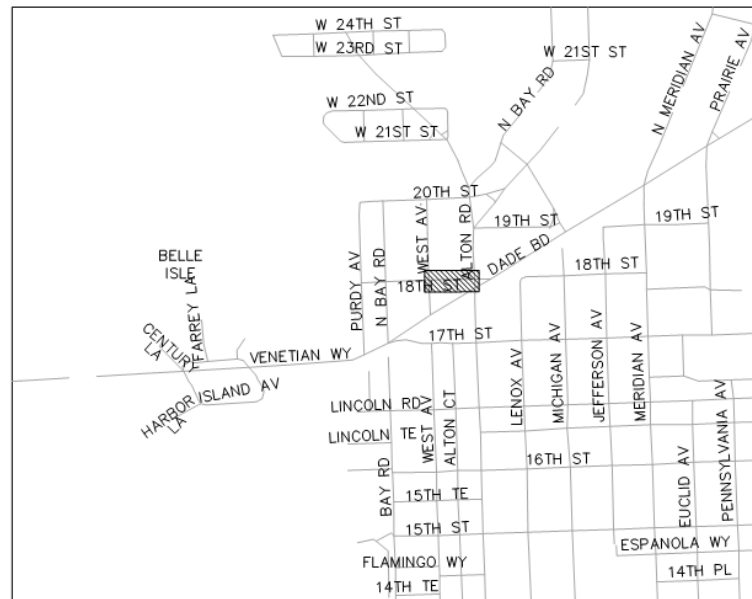 W 24TH ST
W 23RD ST
W 21ST ST
N BAY RD
N MERIDIAN AV
PRAIRIE AV
W 22ND ST
W 21ST ST
20TH ST
WEST AV
ALTON RD
19TH ST
19TH ST
DADE BD
BELLE
ISLE
FARREY LA
PURDY AV
N BAY RD
18TH ST
18TH ST
CENTURY
LA
VENETIAN WY
17TH ST
HARBOR ISLAND AV
LA
LENOX AV
MICHIGAN AV
JEFFERSON AV
MERIDIAN AV
LINCOLN RD
WEST AV
ALTON CT
LINCOLN TE
16TH ST
BAY RD
15TH TE
EUCLID AV
PENNSYLVANIA AV
15TH ST
ESPANOLA WY
FLAMINGO WY
14TH PL
14TH TE